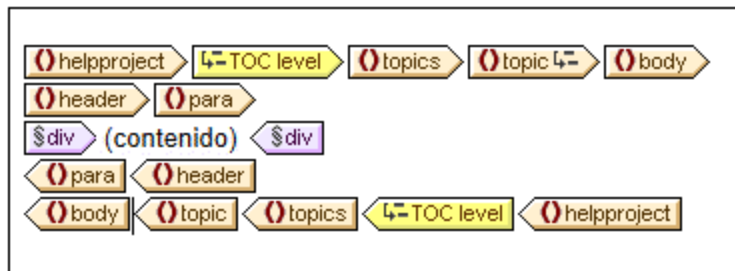 helpproject TOC level topics topic body
header para
§div (contenido) §div
para header
body topic topics TOC level helpproject